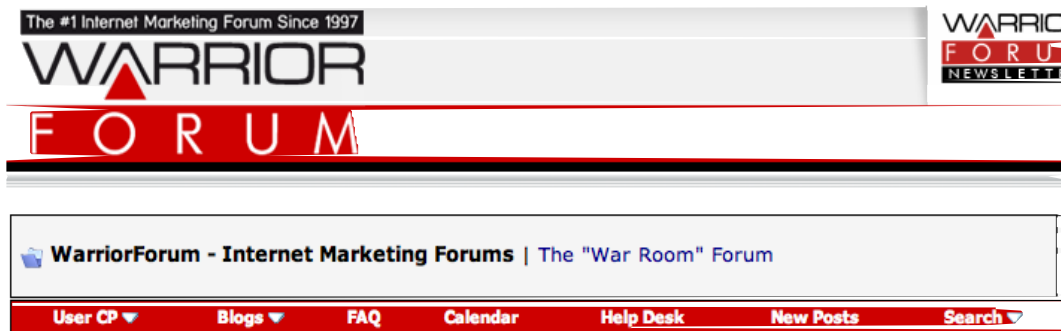 The #1 Internet Marketing Forum Since 1997
WARRIOR
FORUM
FORUM
WarriorForum - Internet Marketing Forums | The "War Room" Forum
User CP Blogs FAQ Calendar Help Desk New Posts Search